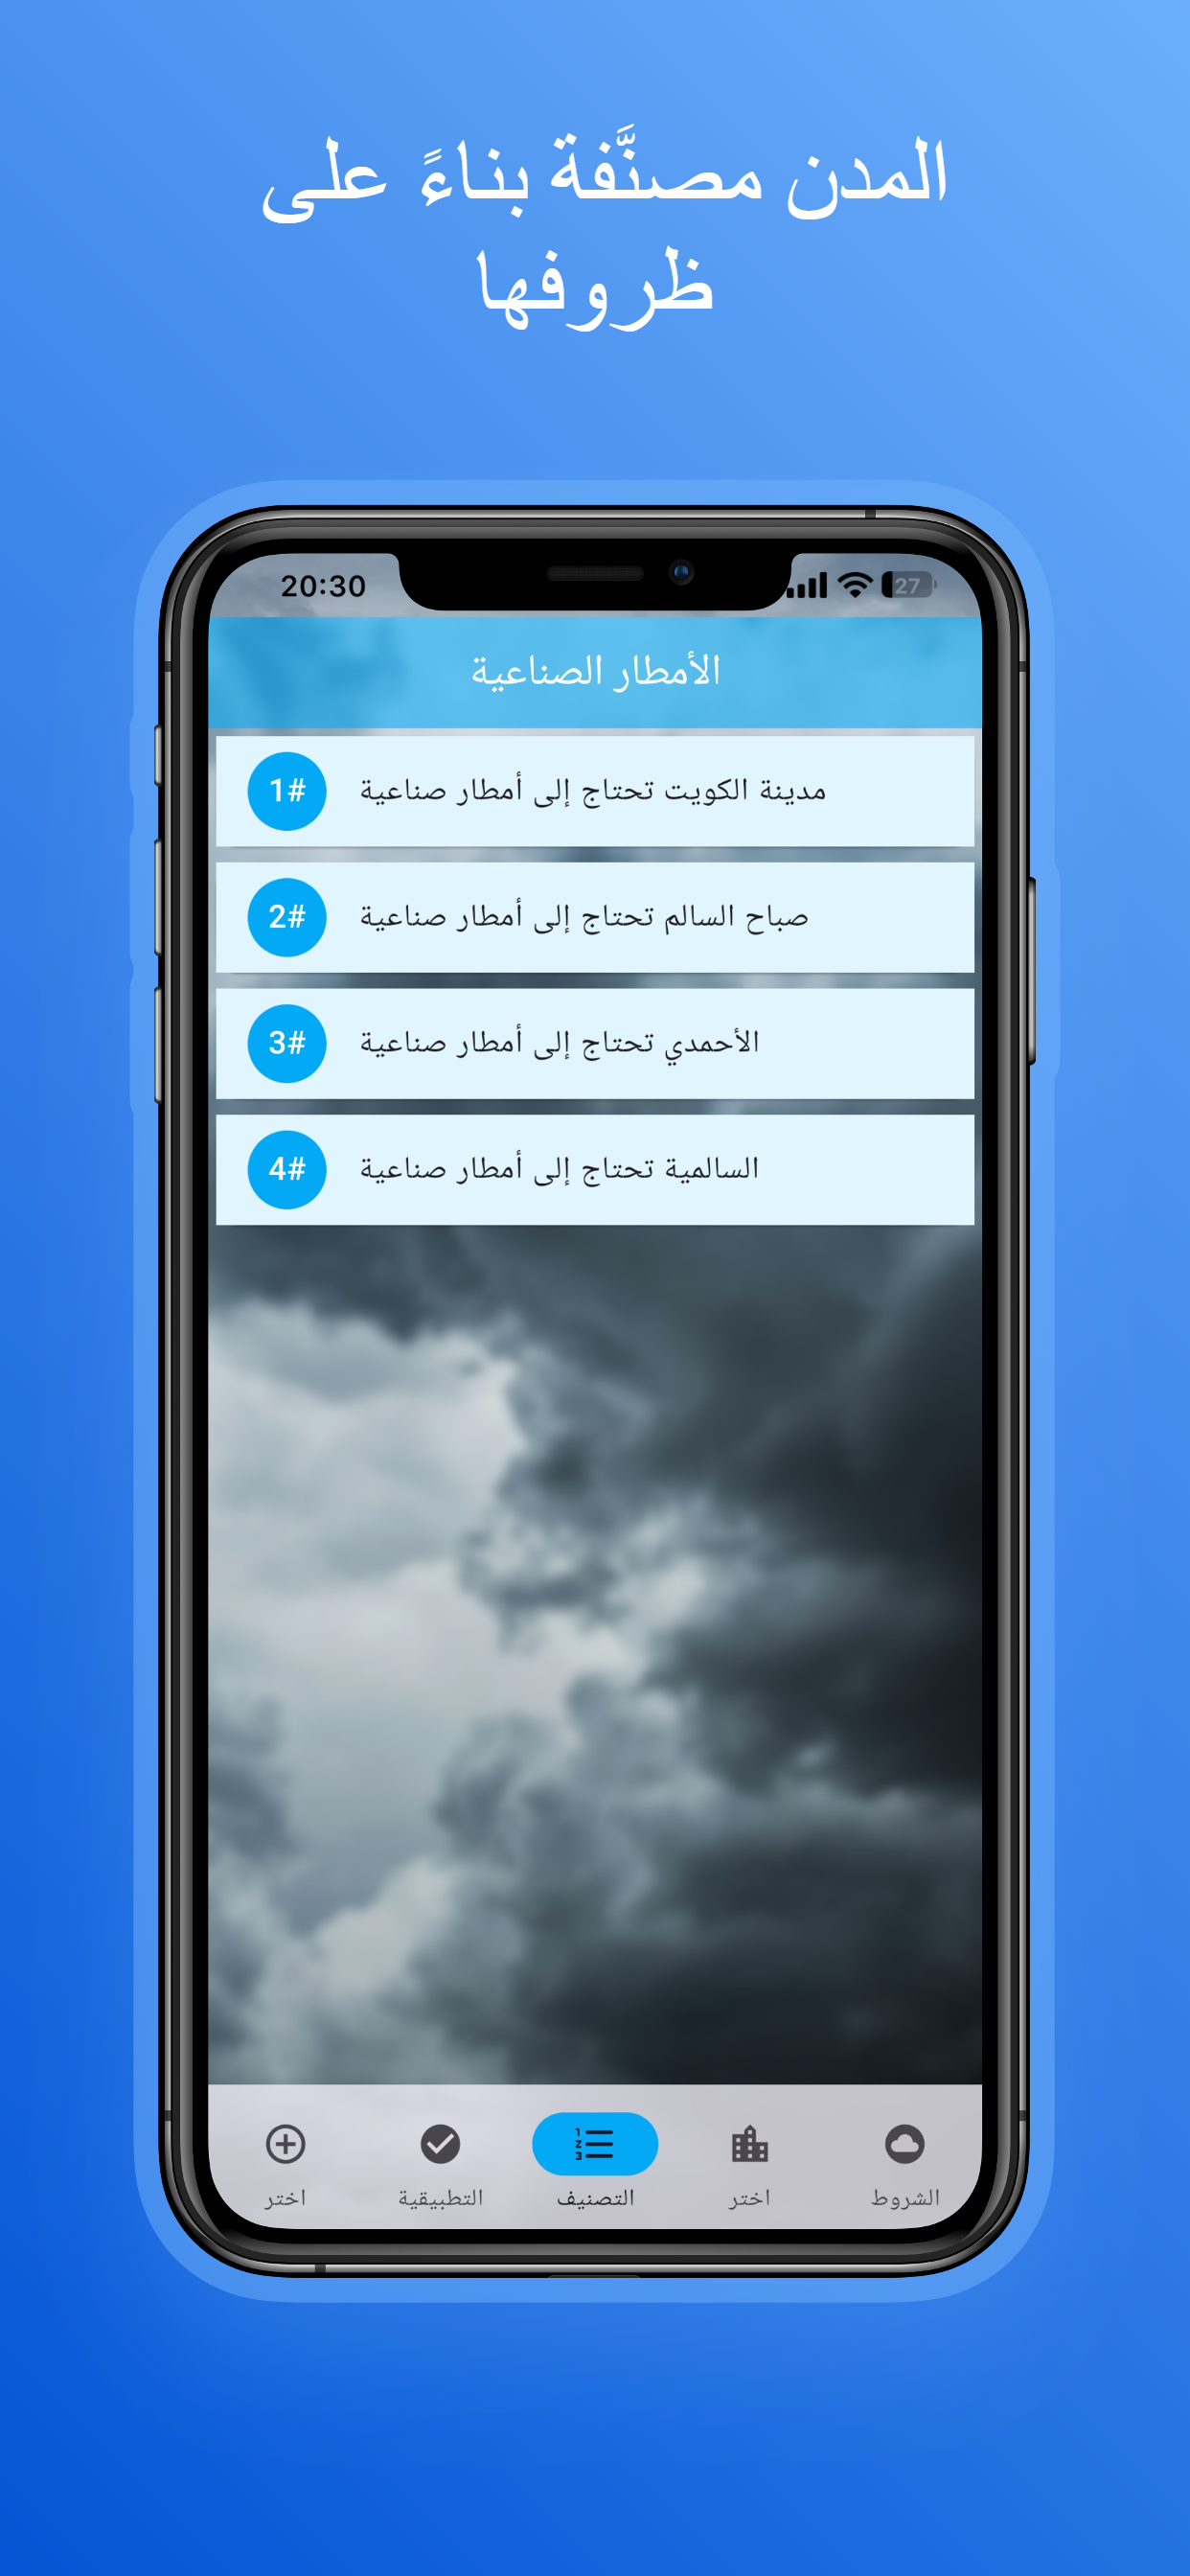 المدن مصنَّفة بناءً على
ظروفها
20:30
27
الأمطار الصناعية
1# مدينة الكويت تحتاج إلى أمطار صناعية
2# صباح السالم تحتاج إلى أمطار صناعية
3# الأحمدي تحتاج إلى أمطار صناعية
4# السالمية تحتاج إلى أمطار صناعية
الشروط
اختر
التصنيف
التطبيقية
اختر